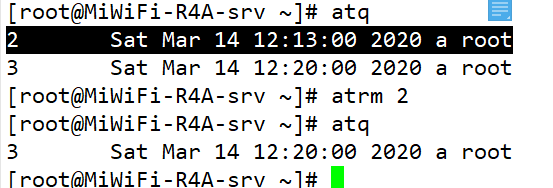 [root@MiWiFi-R4A-srv ~]# atq
2       Sat Mar 14 12:13:00 2020 a root
3       Sat Mar 14 12:20:00 2020 a root
[root@MiWiFi-R4A-srv ~]# atrm 2
[root@MiWiFi-R4A-srv ~]# atq
3       Sat Mar 14 12:20:00 2020 a root
[root@MiWiFi-R4A-srv ~]#